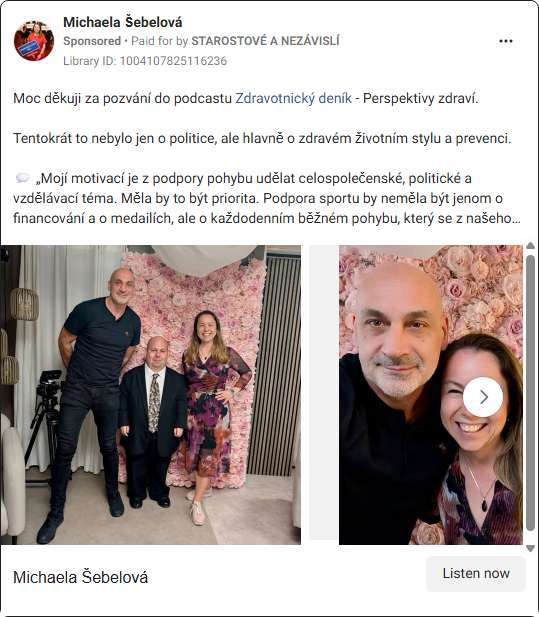 Michaela Šebelová
Sponsored • Paid for by STAROSTOVÉ A NEZÁVISLÍ
Library ID: 1004107825116236
Moc děkuji za pozvání do podcastu Zdravotnický deník - Perspektivy zdraví.
Tentokrát to nebylo jen o politice, ale hlavně o zdravém životním stylu a prevenci.
💬 „Mojí motivací je z podpory pohybu udělat celospolečenské, politické a
vzdělávací téma. Měla by to být priorita. Podpora sportu by neměla být jenom o
financování a o medailích, ale o každodenním běžném pohybu, který se z našeho…
Michaela Šebelová
Listen now